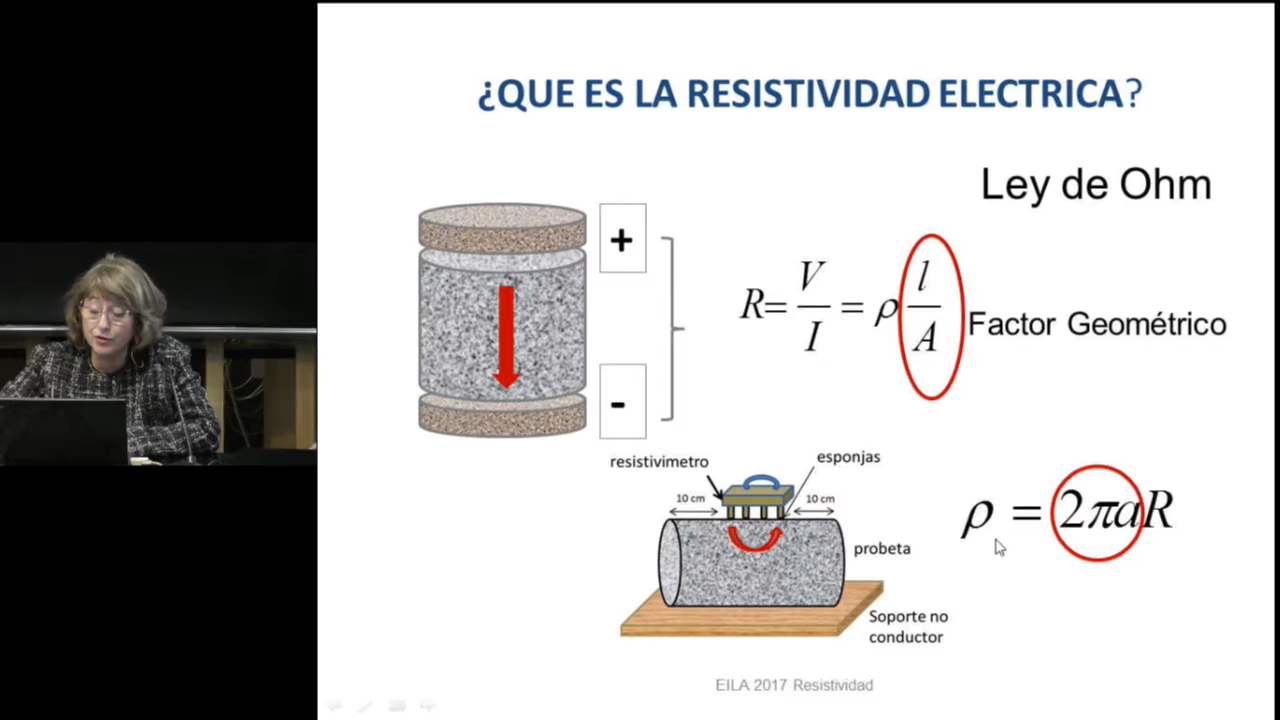 ¿QUE ES LA RESISTIVIDAD ELECTRICA?
Ley de Ohm
+
-
R= V/I = ρ l/A
Factor Geométrico
resistivimetro
esponjas
10 cm
10 cm
probeta
Soporte no
conductor
ρ = 2πaR
EILA 2017 Resistividad